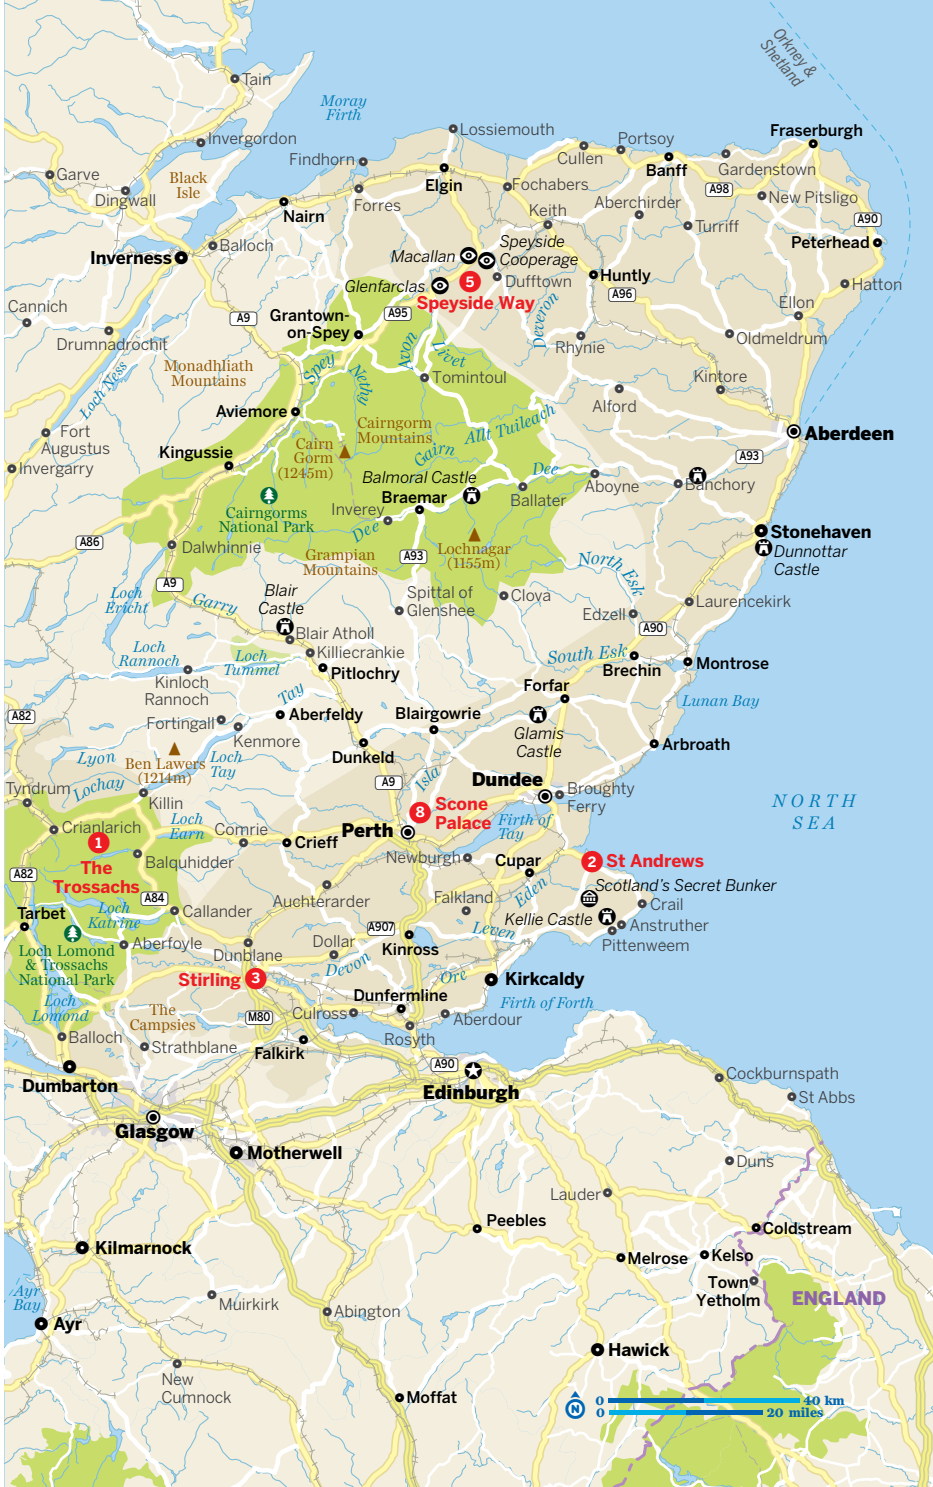 Orkney &
Shetland
Tain
Moray
Firth
Lossiemouth
Invergordon
Portsoy
Fraserburgh
Findhorn
Cullen
Banff
Gardenstown
Garve
Black
Isle
Elgin
Fochabers
A98
Dingwall
Nairn
Forres
Keith
Aberchirder
New Pitsligo
Turriff
A90
Peterhead
Inverness
Balloch
Macallan
Speyside
Cooperage
Glenfarclas
5
Dufftown
Huntly
Hatton
Speyside Way
A96
Ellon
Cannich
A9
Grantown-
on-Spey
A95
Deveron
Drumnadrochit
Avon
Livet
Rhynie
Oldmeldrum
Monadhliath
Mountains
Spey
Nethy
Tomintoul
Kintore
Loch Ness
Alford
Aviemore
Cairngorm
Mountains
Allt Tuileach
Fort
Augustus
Cairn
Gorm
(1245m)
Gairn
Aberdeen
Kingussie
A93
Invergarry
Balmoral Castle
Dee
Banchory
Braemar
Ballater
Aboyne
Cairngorms
National Park
Inverey
Dee
Stonehaven
A86
Dalwhinnie
Grampian
Mountains
A93
Lochnagar
(1155m)
Dunnottar
Castle
North Esk
A9
Loch
Ericht
Garry
Blair
Castle
Spittal of
Glenshee
Clova
Edzell
Laurencekirk
A90
Blair Atholl
Loch
Rannoch
Loch
Tummel
Killiecrankie
Pitlochry
South Esk
Brechin
Montrose
Kinloch
Rannoch
Tay
Forfar
Lunan Bay
A82
Fortingall
Aberfeldy
Blairgowrie
Kenmore
Glamis
Castle
Arbroath
Lyon
Ben Lawers
(1214m)
Loch
Tay
Dunkeld
Isla
A9
Dundee
Tyndrum
Lochay
Killin
Broughty
Ferry
NORTH
SEA
8
Scone
Palace
Firth of
Tay
Crianlarich
Loch
Earn
Comrie
Perth
1
The
Trossachs
Crieff
Balquhidder
Newburgh
Cupar
2
St Andrews
A82
Scotland's Secret Bunker
A84
Auchterarder
Falkland
Eden
Crail
Tarbet
Loch
Katrine
Callander
Kellie Castle
Anstruther
A907
Leven
Pittenweem
Aberfoyle
Dollar
Kinross
Loch Lomond
& Trossachs
National Park
Dunblane
Devon
Ore
Stirling
3
Kirkcaldy
Loch
Lomond
Dunfermline
Firth of Forth
The
Campsies
M80
Culross
Aberdour
Balloch
Strathblane
Falkirk
Rosyth
A90
Dumbarton
Edinburgh
Cockburnspath
St Abbs
Glasgow
Motherwell
Duns
Lauder
Peebles
Coldstream
Kilmarnock
Melrose
Kelso
Town
Yetholm
Ayr
Bay
Muirkirk
Abington
ENGLAND
Ayr
Hawick
New
Cumnock
Moffat
N
0
40 km
0
20 miles